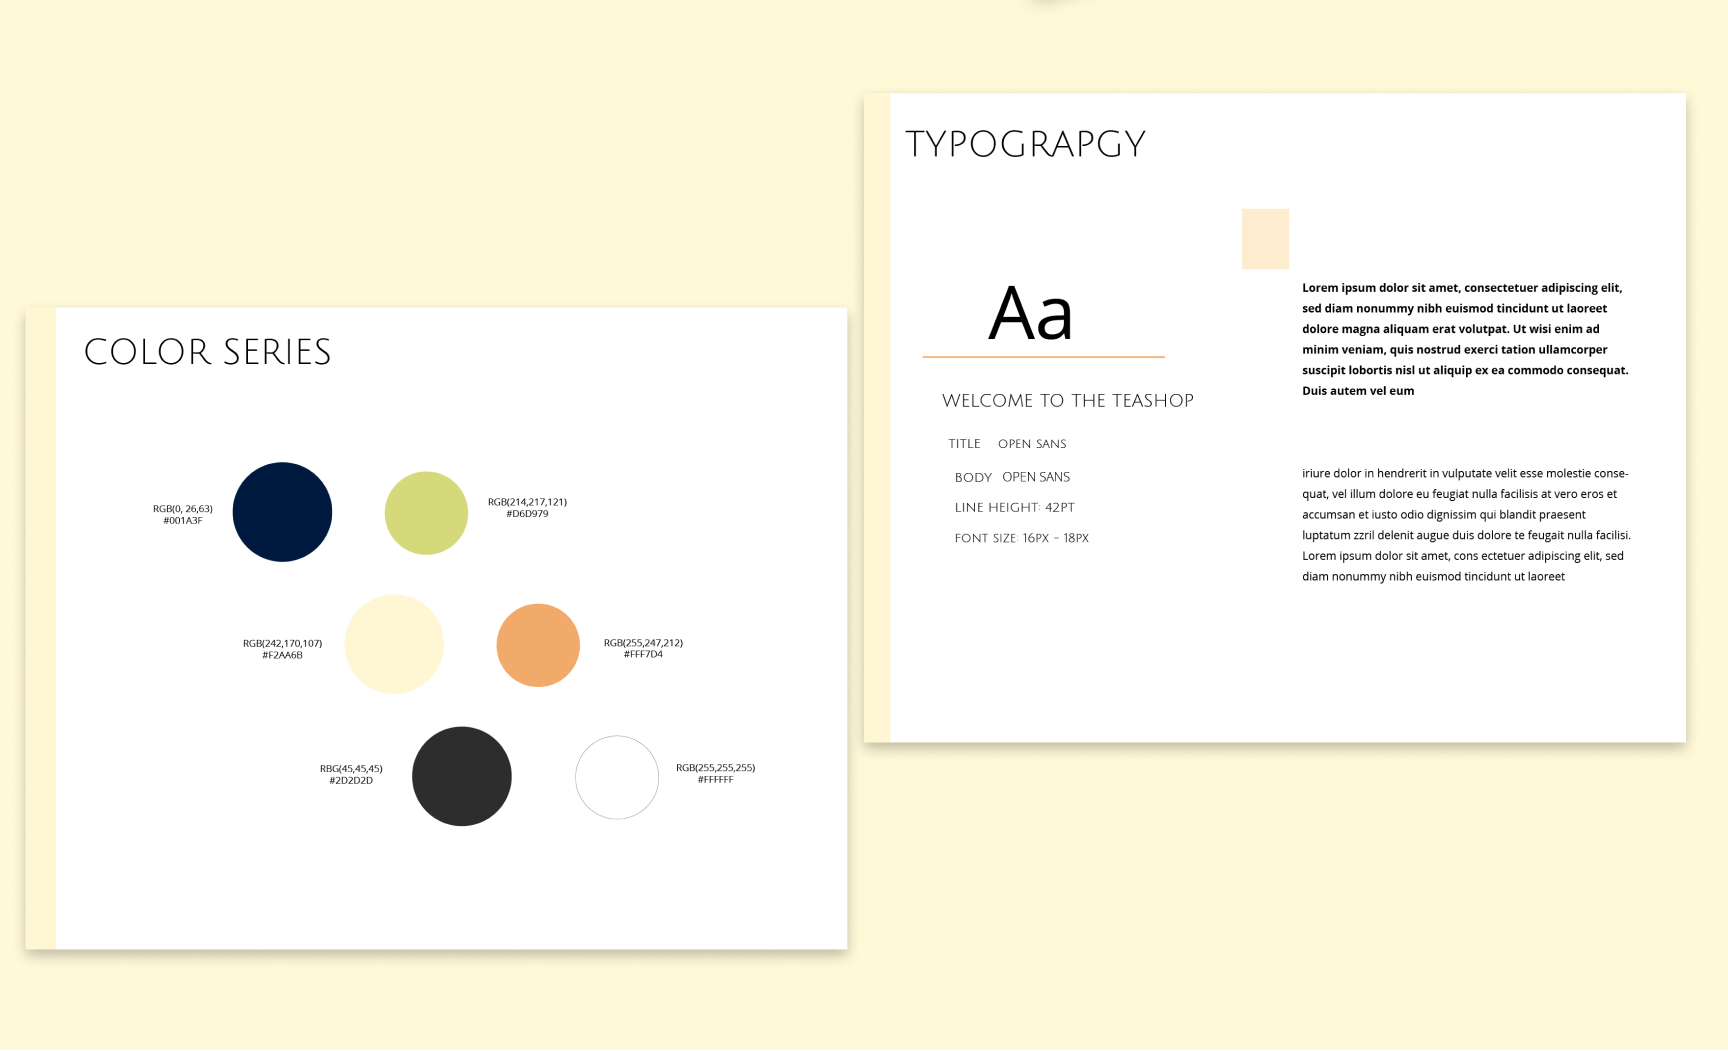 COLOR SERIES
RGB(0, 26,63)
#001A3F
RGB(214,217,121)
#D6D979
RGB(242,170,107)
#F2AA6B
RGB(255,247,212)
#FFF7D4
RBG(45,45,45)
#2D2D2D
RGB(255,255,255)
#FFFFFF
TYPOGRAPGY
Aa
WELCOME TO THE TEASHOP
TITLE OPEN SANS
BODY OPEN SANS
LINE HEIGHT: 42PT
FONT SIZE: 16PX - 18PX
Lorem ipsum dolor sit amet, consectetuer adipiscing elit,
sed diam nonummy nibh euismod tincidunt ut laoreet
dolore magna aliquam erat volutpat. Ut wisi enim ad
minim veniam, quis nostrud exerci tation ullamcorper
suscipit lobortis nisl ut aliquip ex ea commodo consequat.
Duis autem vel eum
iriure dolor in hendrerit in vulputate velit esse molestie conse-
quat, vel illum dolore eu feugiat nulla facilisis at vero eros et
accumsan et iusto odio dignissim qui blandit praesent
luptatum zzril delenit augue duis dolore te feugait nulla facilisi.
Lorem ipsum dolor sit amet, cons ectetuer adipiscing elit, sed
diam nonummy nibh euismod tincidunt ut laoreet